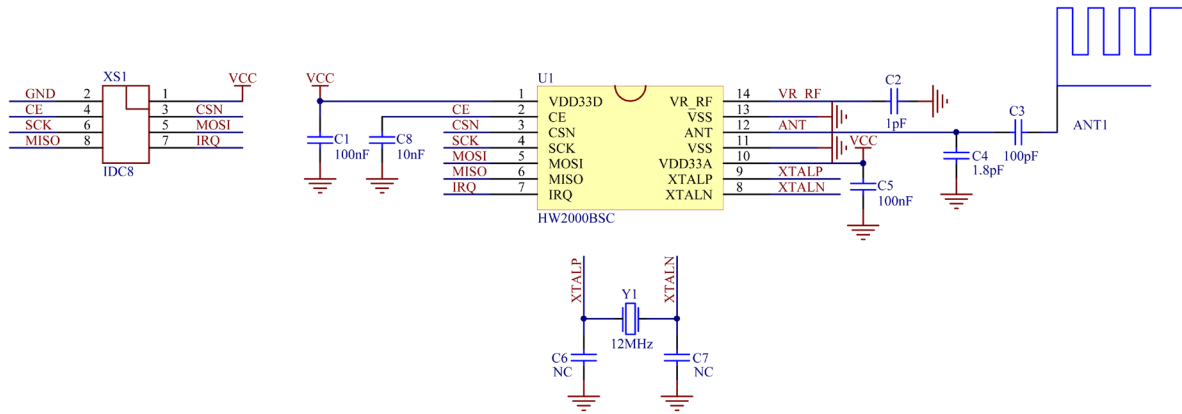 XS1
VCC
GND 2 1
CE 4 3 CSN
SCK 6 5 MOSI
MISO 8 7 IRQ
IDC8
VCC
C1
100nF
C8
10nF
U1
1 VDD33D VR_RF 14 VR_RF
CE 2 CE VSS 13
CSN 3 CSN ANT 12 ANT
SCK 4 SCK VSS 11
MOSI 5 MOSI VDD33A 10
MISO 6 MISO XTALP 9 XTALP
IRQ 7 IRQ XTALN 8 XTALN
HW2000BSC
C2
1pF
VCC
C5
100nF
C4
1.8pF
C3
100pF
ANT1
XTALP
XTALN
Y1
12MHz
C6
NC
C7
NC